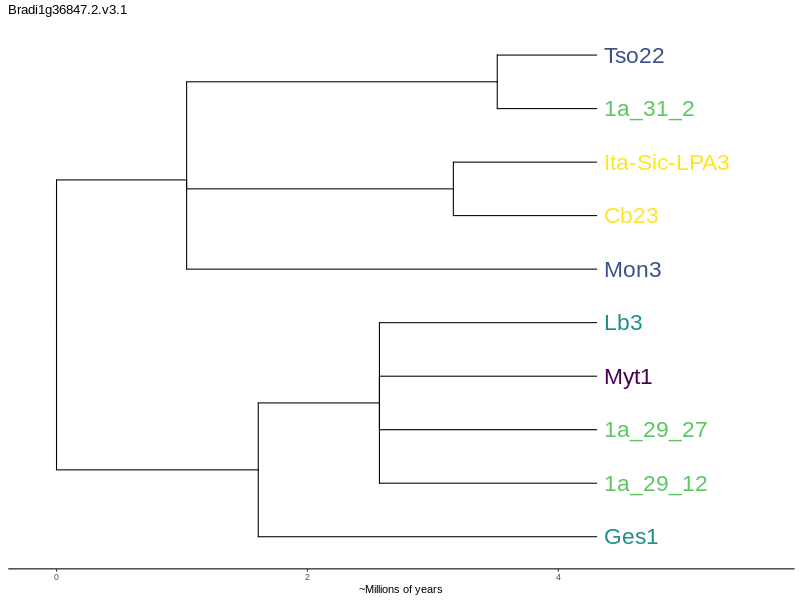 Bradi1g36847.2.v3.1
Tso22
1a_31_2
Ita-Sic-LPA3
Cb23
Mon3
Lb3
Myt1
1a_29_27
1a_29_12
Ges1
0 2 4
~Millions of years